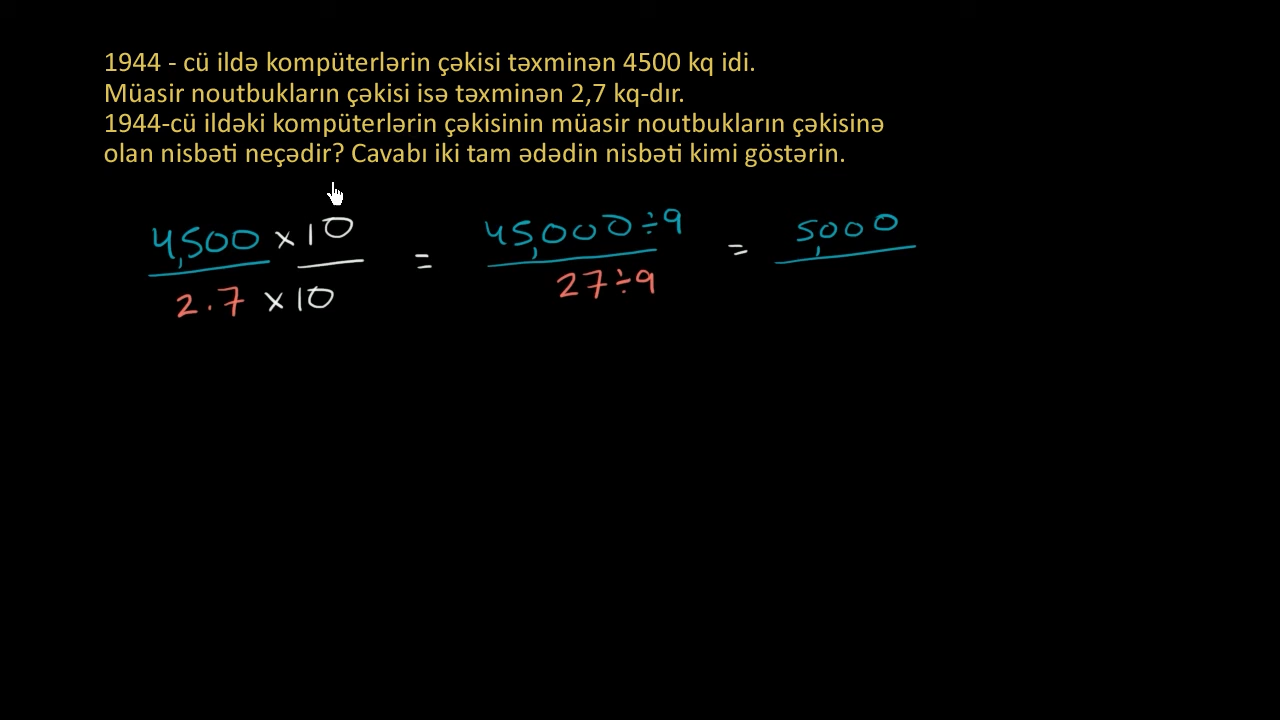 1944 - cü ildə kompüterlərin çəkisi təxminən 4500 kq idi.
Müasir noutbukların çəkisi isə təxminən 2,7 kq-dır.
1944-cü ildəki kompüterlərin çəkisinin müasir noutbukların çəkisinə
olan nisbəti neçədir? Cavabı iki tam ədədin nisbəti kimi göstərin.
4,500 × 10 = 45,000 ÷ 9 = 5,000
2.7 × 10 27 ÷ 9